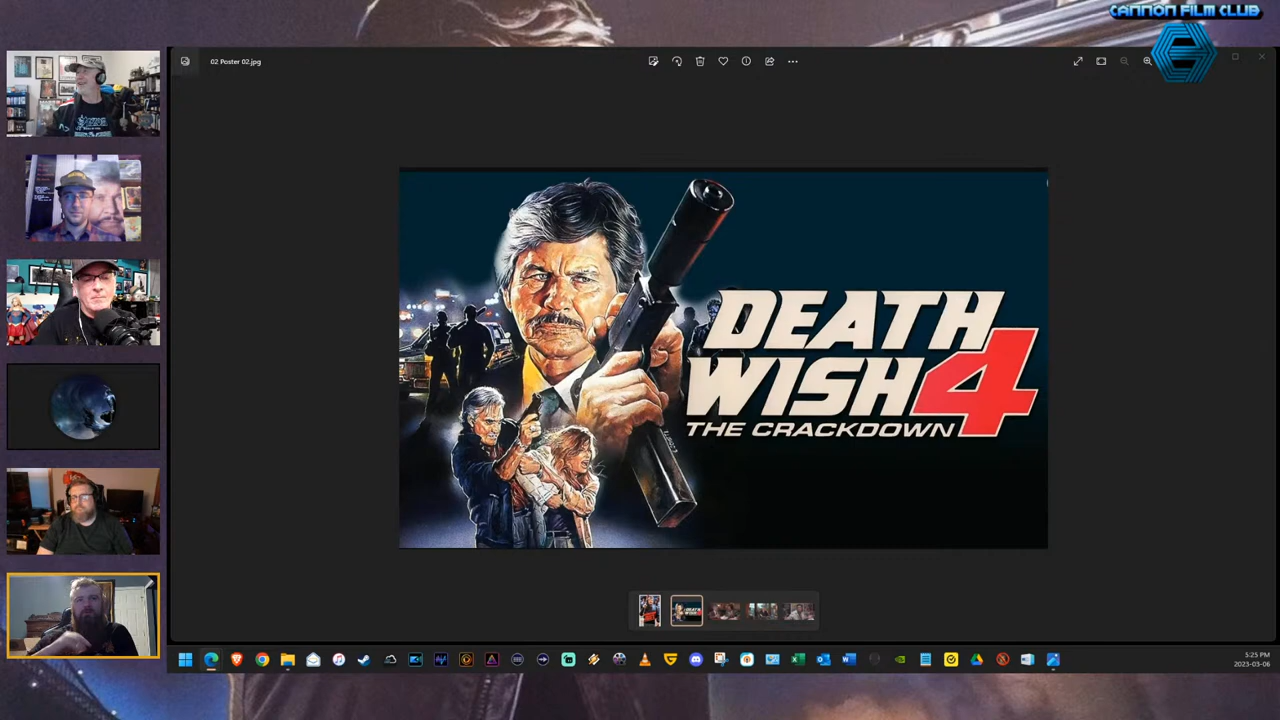 CANNON FILM CLUB
02 Poster 02.jpg
DEATH
WISH 4
THE CRACKDOWN
5:25 PM
2023-03-06